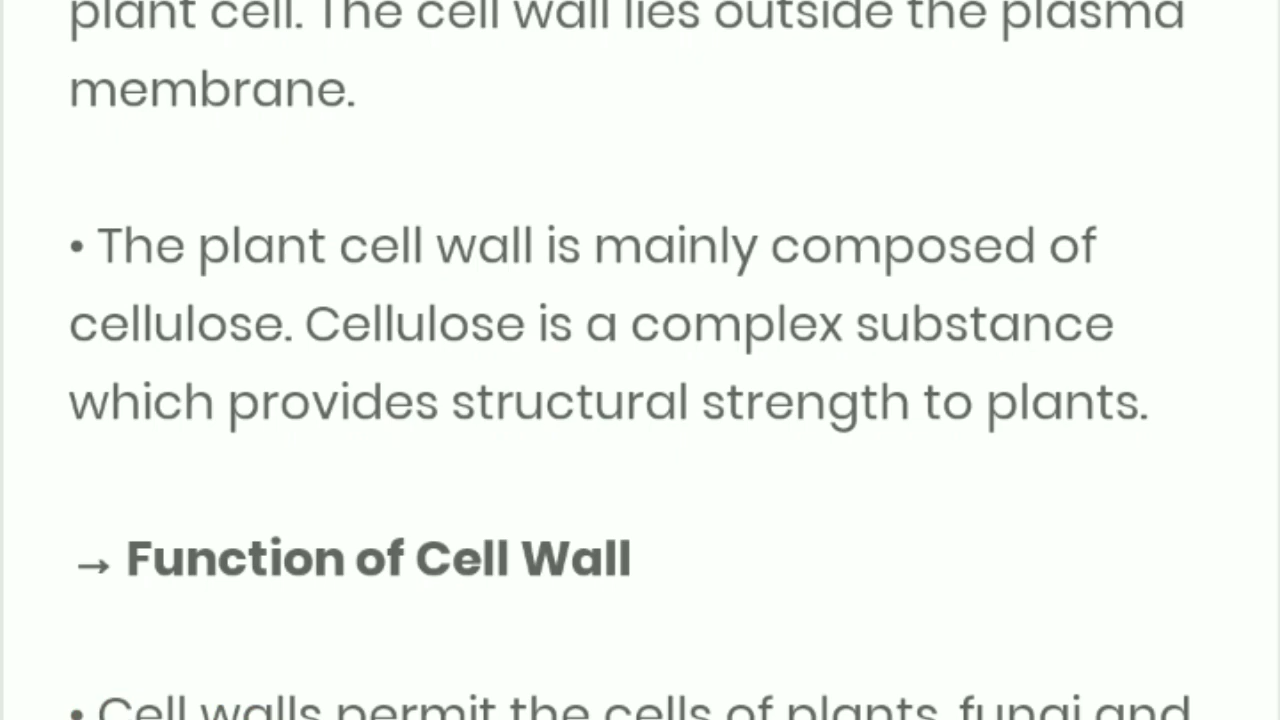 plant cell. The cell wall lies outside the plasma
membrane.
• The plant cell wall is mainly composed of
cellulose. Cellulose is a complex substance
which provides structural strength to plants.
→ Function of Cell Wall
• Cell walls permit the cells of plants, fungi and